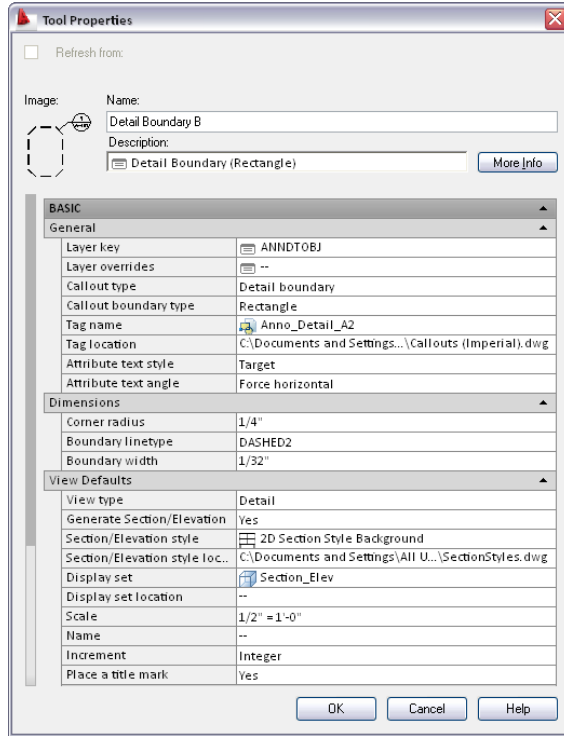 Tool Properties
Refresh from:
Image:
Name:
Detail Boundary B
Description:
Detail Boundary (Rectangle)
More Info
BASIC
General
Layer key ANNDTOBJ
Layer overrides --
Callout type Detail boundary
Callout boundary type Rectangle
Tag name Anno_Detail_A2
Tag location C:\Documents and Settings...\Callouts (Imperial).dwg
Attribute text style Target
Attribute text angle Force horizontal
Dimensions
Corner radius 1/4"
Boundary linetype DASHED2
Boundary width 1/32"
View Defaults
View type Detail
Generate Section/Elevation Yes
Section/Elevation style 2D Section Style Background
Section/Elevation style loc... C:\Documents and Settings\All U...\SectionStyles.dwg
Display set Section_Elev
Display set location --
Scale 1/2" =1'-0"
Name --
Increment Integer
Place a title mark Yes
OK Cancel Help